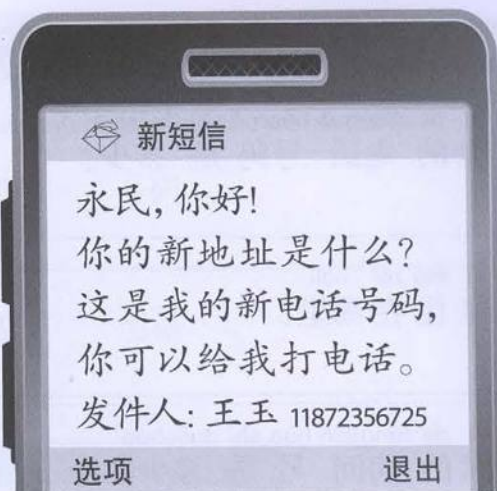 新短信
永民，你好!
你的新地址是什么?
这是我的新电话号码，
你可以给我打电话。
发件人: 王玉 11872356725
选项 退出